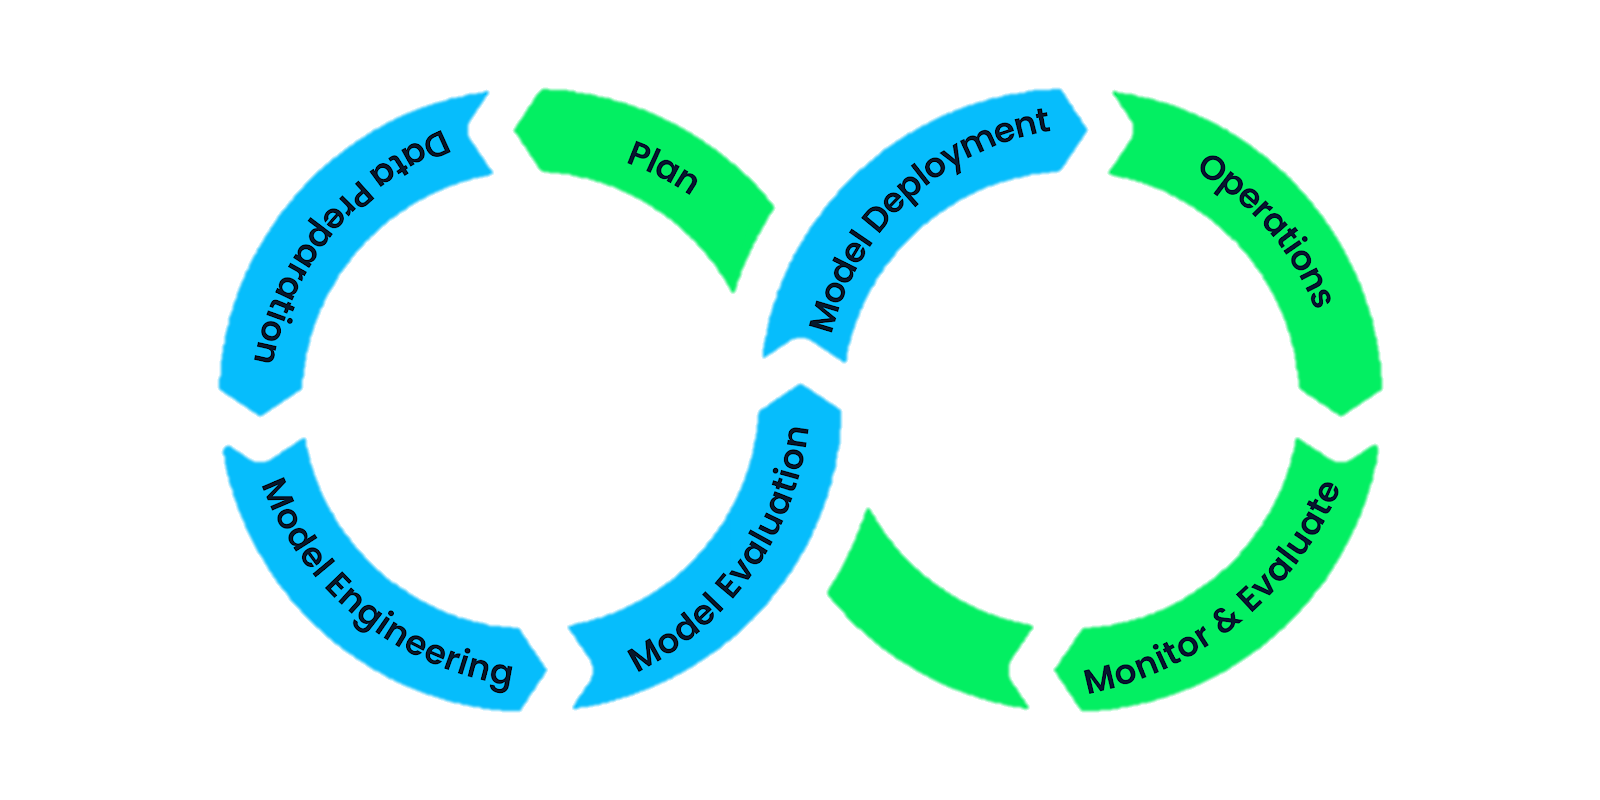 Plan
Data Preparation
Model Engineering
Model Evaluation
Model Deployment
Operations
Monitor & Evaluate